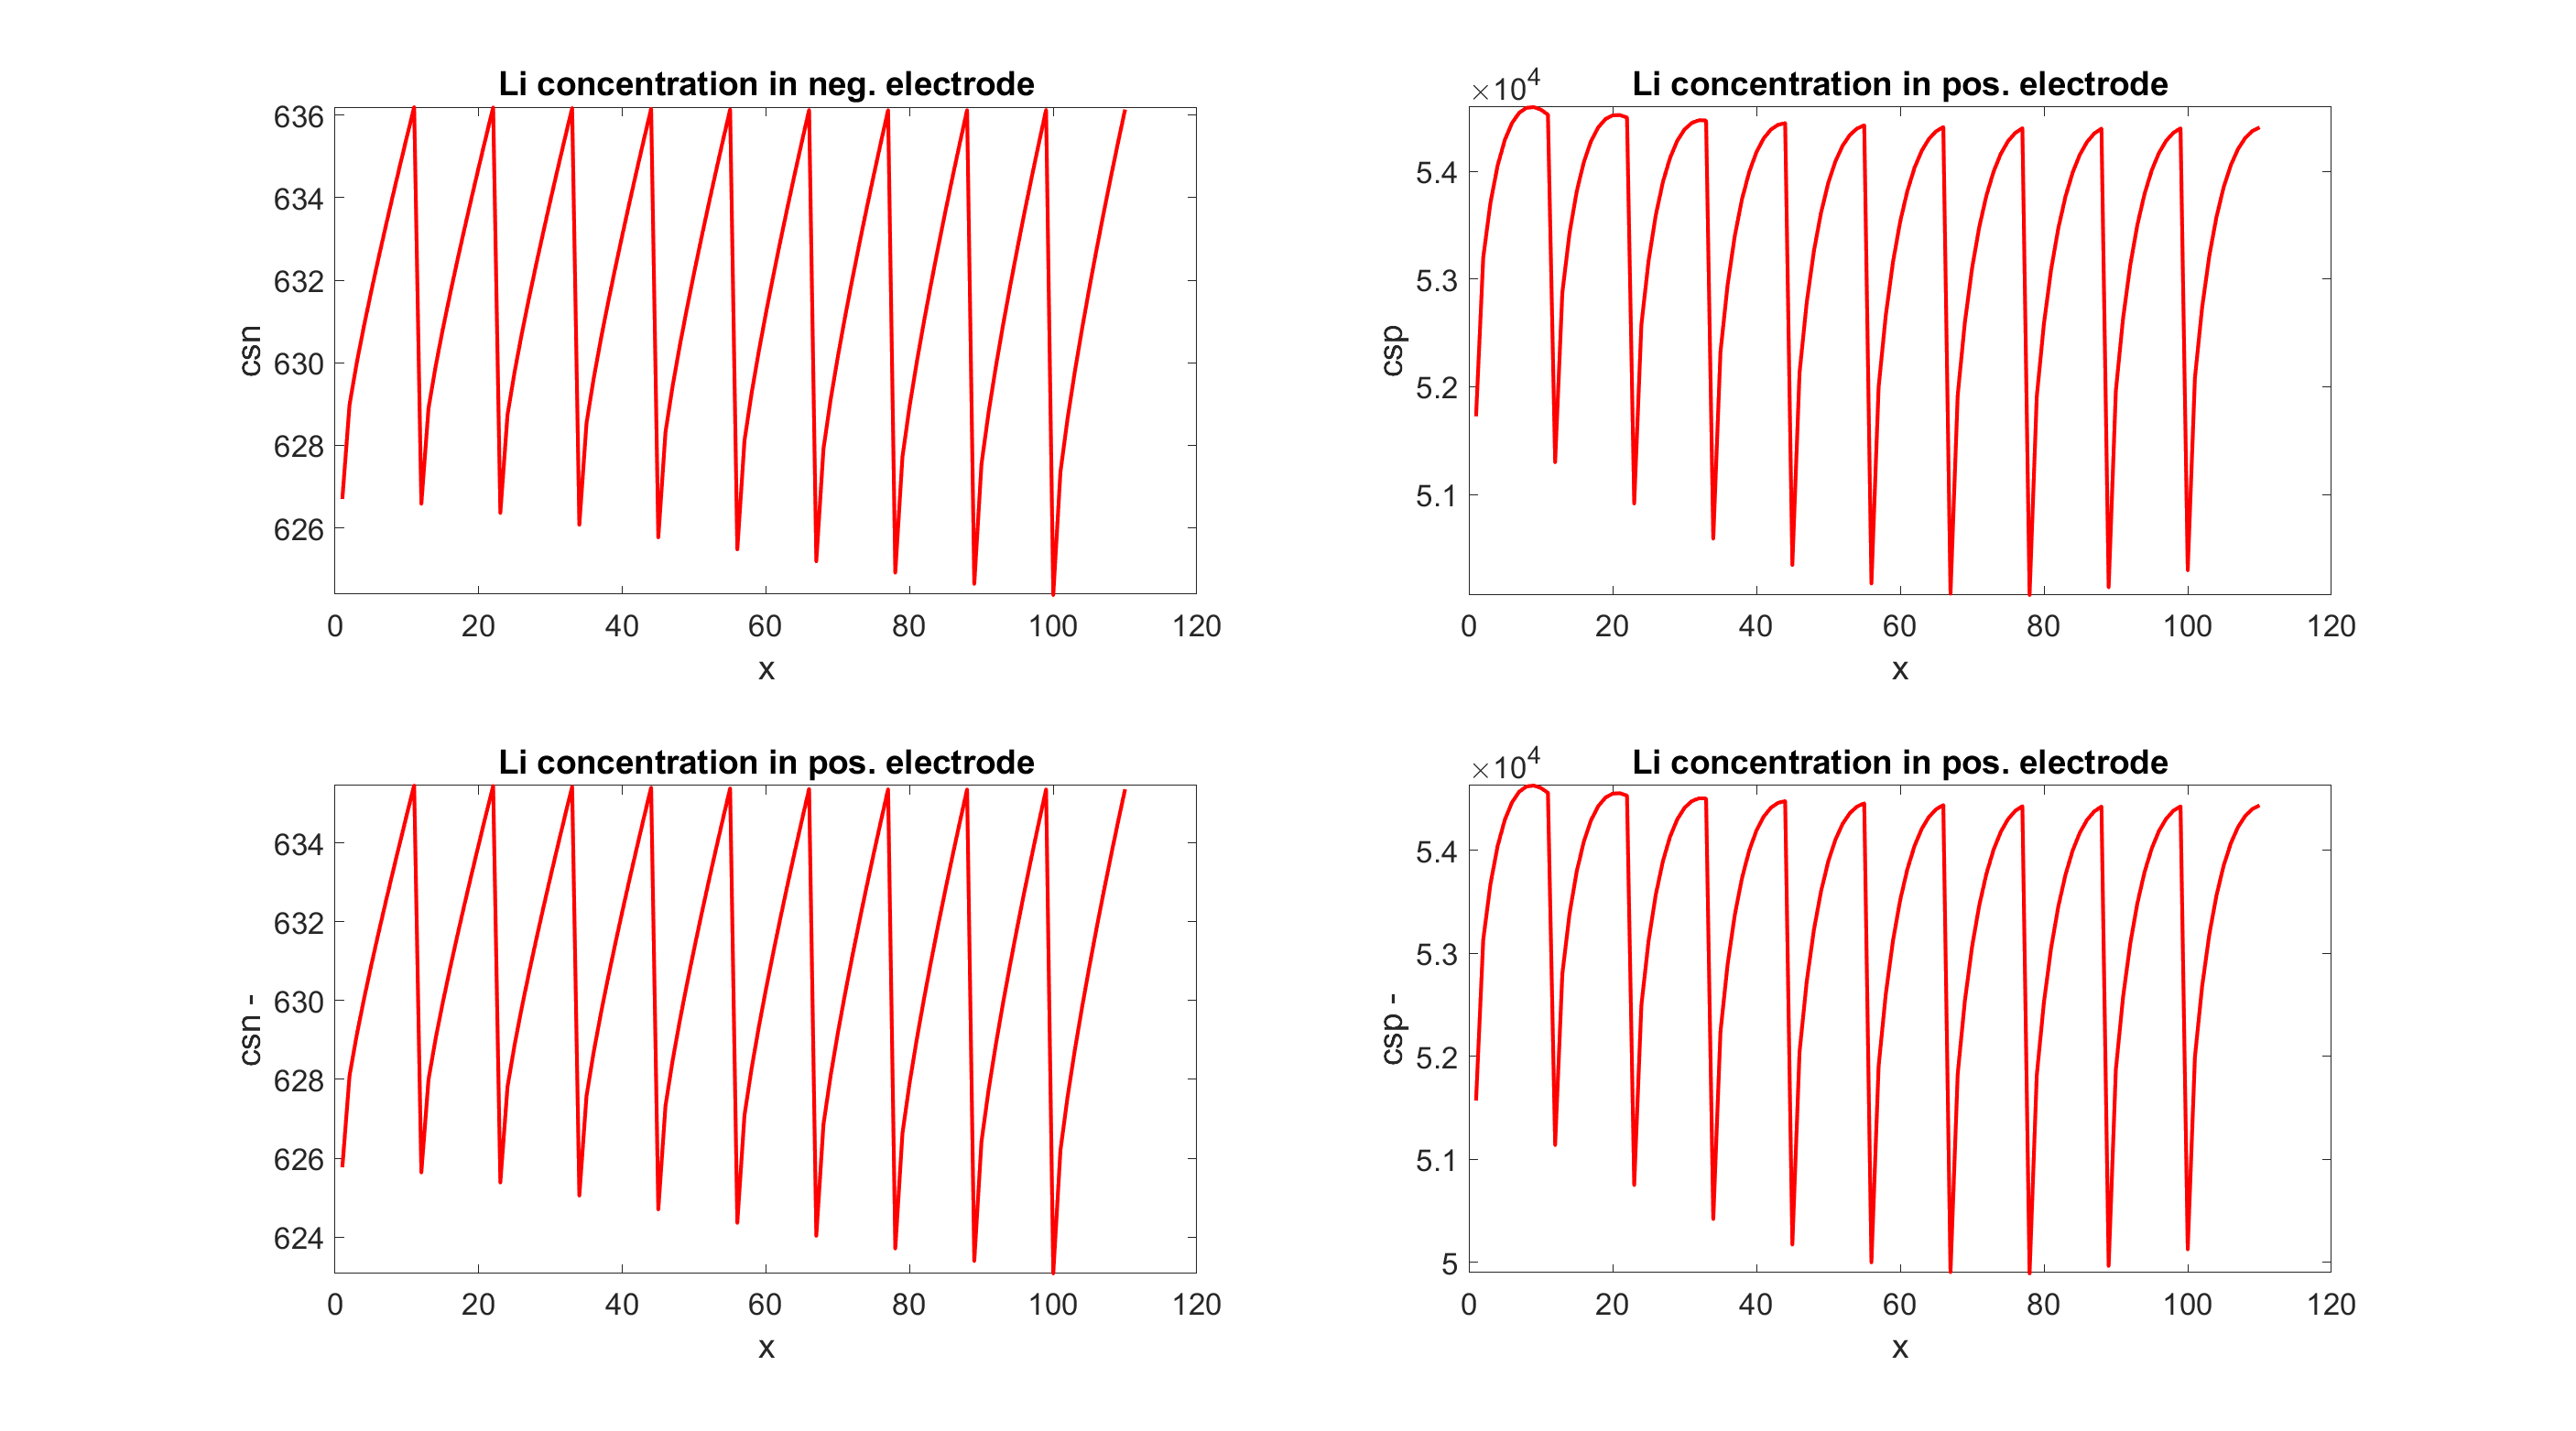 Li concentration in neg. electrode
636
634
632
630
628
626
csn
0 20 40 60 80 100 120
x
Li concentration in pos. electrode
×10^4
5.4
5.3
5.2
5.1
csp
0 20 40 60 80 100 120
x
Li concentration in pos. electrode
634
632
630
628
626
624
csn -
0 20 40 60 80 100 120
x
Li concentration in pos. electrode
×10^4
5.4
5.3
5.2
5.1
5
csp -
0 20 40 60 80 100 120
x